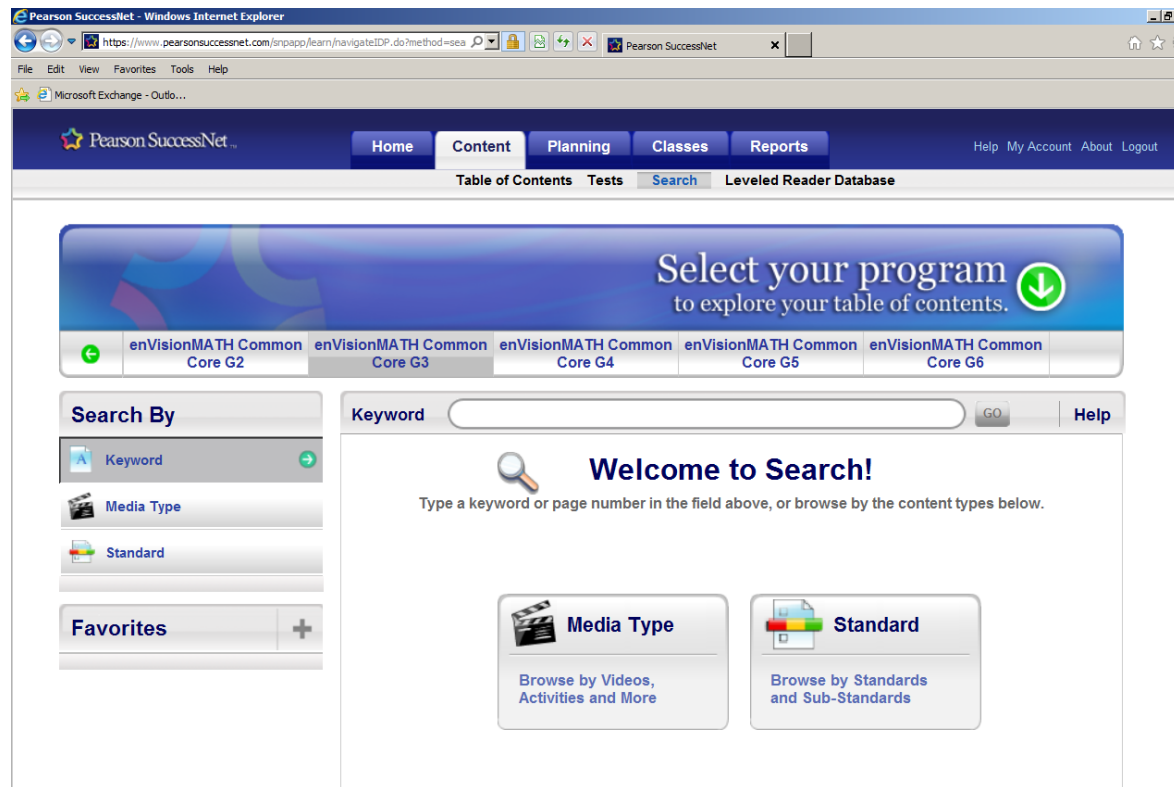 Pearson SuccessNet - Windows Internet Explorer
https://www.pearsonsuccessnet.com/snpapp/learn/navigateIDP.do?method=sea
Pearson SuccessNet
File Edit View Favorites Tools Help
Microsoft Exchange - Outlo...
Pearson SuccessNet ™
Home Content Planning Classes Reports
Help My Account About Logout
Table of Contents Tests Search Leveled Reader Database
Select your program
to explore your table of contents.
enVisionMATH Common enVisionMATH Common enVisionMATH Common enVisionMATH Common enVisionMATH Common
Core G2 Core G3 Core G4 Core G5 Core G6
Search By
Keyword
Media Type
Standard
Favorites
Keyword GO Help
Welcome to Search!
Type a keyword or page number in the field above, or browse by the content types below.
Media Type
Browse by Videos,
Activities and More
Standard
Browse by Standards
and Sub-Standards